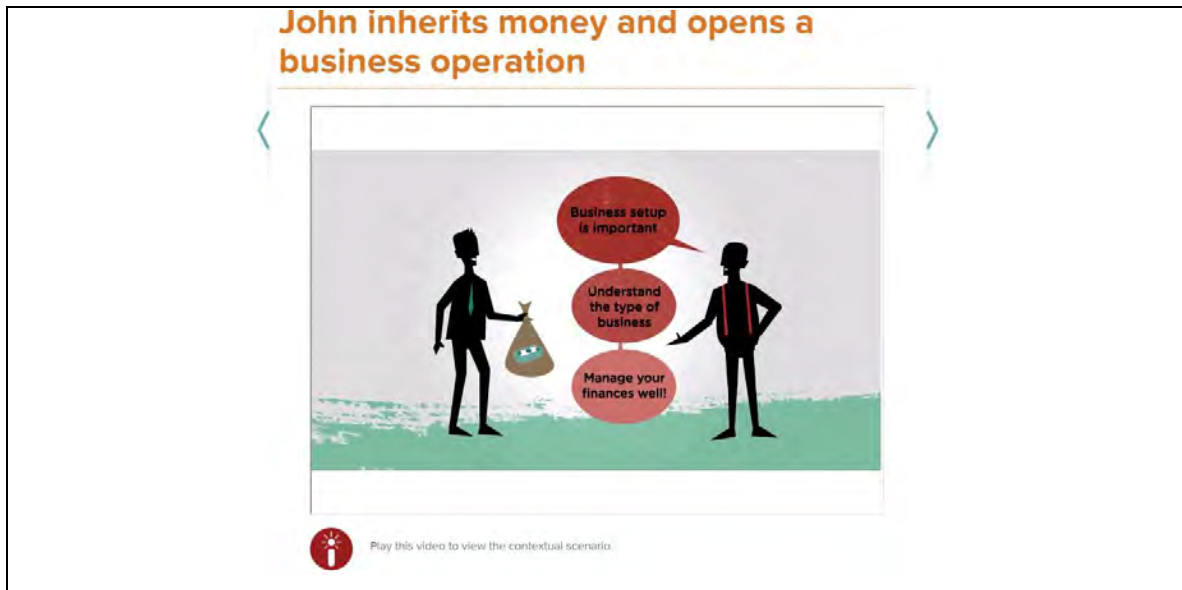 John inherits money and opens a
business operation
Business setup
is important
Understand
the type of
business
Manage your
finances well!
Play this video to view the contextual scenario